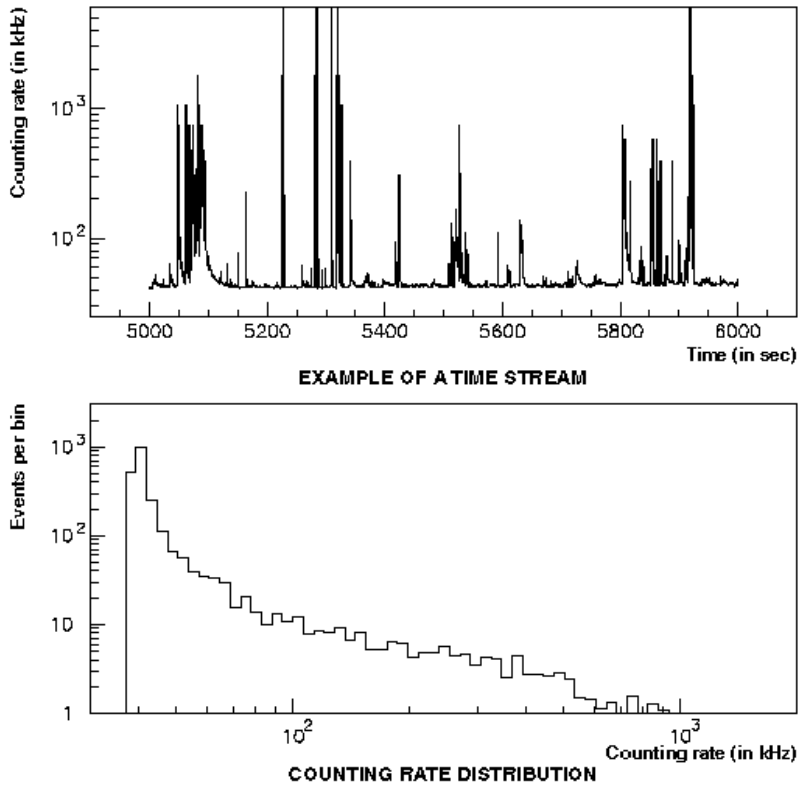 Counting rate (in kHz)
10³
10²
5000 5200 5400 5600 5800 6000
Time (in sec)
EXAMPLE OF A TIME STREAM
Events per bin
10³
10²
10
1
10² 10³
Counting rate (in kHz)
COUNTING RATE DISTRIBUTION